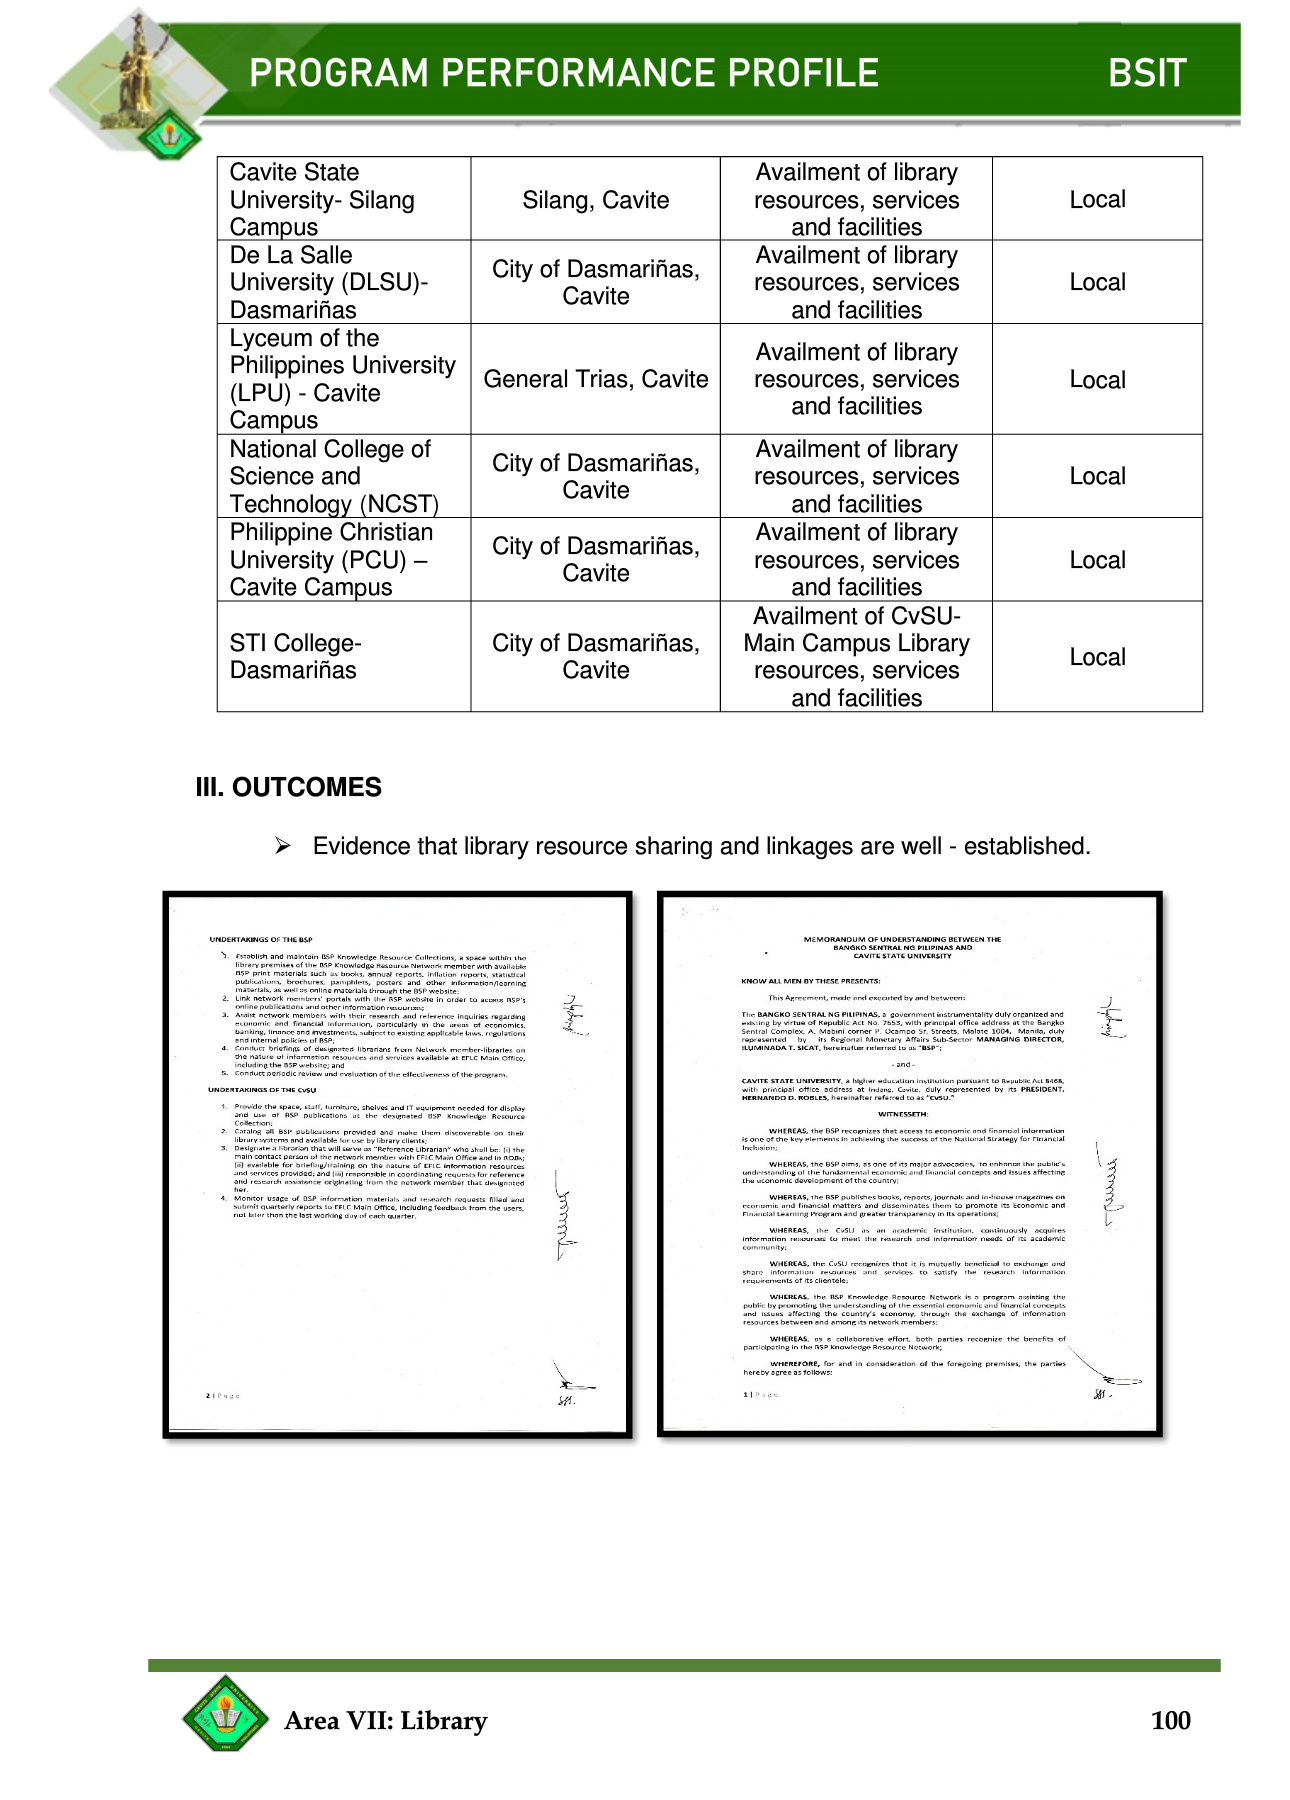 PROGRAM PERFORMANCE PROFILE BSIT
Cavite State
University- Silang
Campus
Silang, Cavite
Availment of library
resources, services
and facilities
Local
De La Salle
University (DLSU)-
Dasmariñas
City of Dasmariñas,
Cavite
Availment of library
resources, services
and facilities
Local
Lyceum of the
Philippines University
(LPU) - Cavite
Campus
General Trias, Cavite
Availment of library
resources, services
and facilities
Local
National College of
Science and
Technology (NCST)
City of Dasmariñas,
Cavite
Availment of library
resources, services
and facilities
Local
Philippine Christian
University (PCU) –
Cavite Campus
City of Dasmariñas,
Cavite
Availment of library
resources, services
and facilities
Local
STI College-
Dasmariñas
City of Dasmariñas,
Cavite
Availment of CvSU-
Main Campus Library
resources, services
and facilities
Local
III. OUTCOMES
➢ Evidence that library resource sharing and linkages are well - established.
UNDERTAKINGS OF THE BSP
1. Establish and maintain BSP Knowledge Resource Collections, a space within the
library premises of the BSP Knowledge Resource Network member with available
BSP print materials such as books, annual reports, inflation reports, statistical
publications, brochures, pamphlets, posters and other information/learning
materials, as well as online materials through the BSP website;
2. Link network members' portals with the BSP website in order to access BSP's
online publications and other information resources;
3. Assist network members with their research and reference inquiries regarding
economic and financial information, particularly in the areas of economics,
banking, finance and investments, subject to existing applicable laws, regulations
and internal policies of BSP;
4. Conduct briefings of designated librarians from Network member-libraries on
the nature of information resources and services available at EFLC Main Office,
including the BSP website; and
5. Conduct periodic review and evaluation of the effectiveness of the program.
UNDERTAKINGS OF THE CvSU
1. Provide the space, staff, furniture, shelves and IT equipment needed for display
and use of BSP publications at the designated BSP Knowledge Resource
Collection;
2. Catalog all BSP publications provided and make them discoverable on their
library systems and available for use by library clients;
3. Designate a librarian that will serve as "Reference Librarian" who shall be: (i) the
main contact person of the network member with EFLC Main Office and in ROBs;
(ii) available for briefing/training on the nature of EFLC information resources
and services provided; and (iii) responsible in coordinating requests for reference
and research assistance originating from the network member that designated
her.
4. Monitor usage of BSP information materials and research requests filled and
submit quarterly reports to EFLC Main Office, including feedback from the users,
not later than the last working day of each quarter.
2 | Page
MEMORANDUM OF UNDERSTANDING BETWEEN THE
BANGKO SENTRAL NG PILIPINAS AND
CAVITE STATE UNIVERSITY
KNOW ALL MEN BY THESE PRESENTS:
This Agreement, made and executed by and between:
The BANGKO SENTRAL NG PILIPINAS, a government instrumentality duly organized and
existing by virtue of Republic Act No. 7653, with principal office address at the Bangko
Sentral Complex, A. Mabini corner P. Ocampo Sr. Streets, Malate 1004, Manila, duly
represented by its Regional Monetary Affairs Sub-Sector MANAGING DIRECTOR,
ILUMINADA T. SICAT, hereinafter referred to as "BSP";
- and -
CAVITE STATE UNIVERSITY, a higher education institution pursuant to Republic Act 8468,
with principal office address at Indang, Cavite, duly represented by its PRESIDENT,
HERNANDO D. ROBLES, hereinafter referred to as "CVSU."
WITNESSETH:
WHEREAS, the BSP recognizes that access to economic and financial information
is one of the key elements in achieving the success of the National Strategy for Financial
Inclusion;
WHEREAS, the BSP aims, as one of its major advocacies, to enhance the public's
understanding of the fundamental economic and financial concepts and issues affecting
the economic development of the country;
WHEREAS, the BSP publishes books, reports, journals and in-house magazines on
economic and financial matters and disseminates them to promote its Economic and
Financial Learning Program and greater transparency in its operations;
WHEREAS, the CvSU as an academic institution, continuously acquires
information resources to meet the research and information needs of its academic
community;
WHEREAS, the CvSU recognizes that it is mutually beneficial to exchange and
share information resources and services to satisfy the research information
requirements of its clientele;
WHEREAS, the BSP Knowledge Resource Network is a program assisting the
public by promoting the understanding of the essential economic and financial concepts
and issues affecting the country's economy, through the exchange of information
resources between and among its network members;
WHEREAS, as a collaborative effort, both parties recognize the benefits of
participating in the BSP Knowledge Resource Network;
WHEREFORE, for and in consideration of the foregoing premises, the parties
hereby agree as follows:
1 | Page
Area VII: Library 100